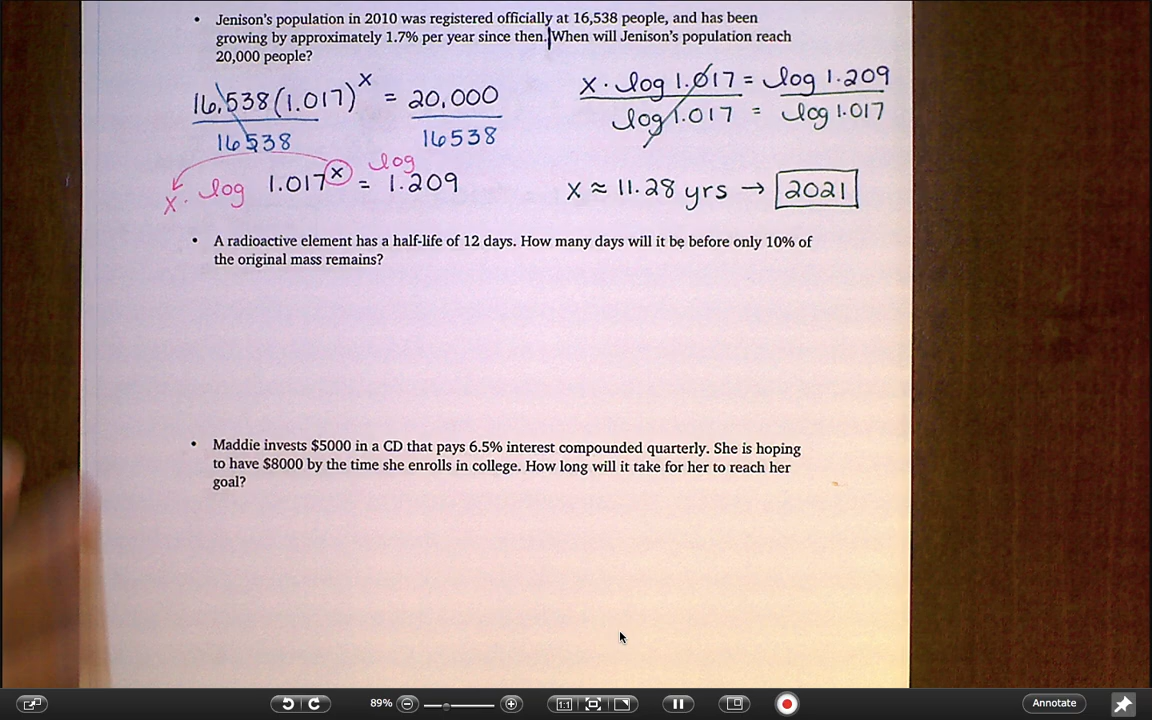 • Jenison's population in 2010 was registered officially at 16,538 people, and has been
growing by approximately 1.7% per year since then. When will Jenison's population reach
20,000 people?
16,538(1.017)^x = 20,000
16538 16538
x · log 1.017 = log 1.209
log 1.017 = log 1.017
x · log 1.017^x = log 1.209
x ≈ 11.28 yrs → 2021
• A radioactive element has a half-life of 12 days. How many days will it be before only 10% of
the original mass remains?
• Maddie invests $5000 in a CD that pays 6.5% interest compounded quarterly. She is hoping
to have $8000 by the time she enrolls in college. How long will it take for her to reach her
goal?
89% 1:1 Annotate